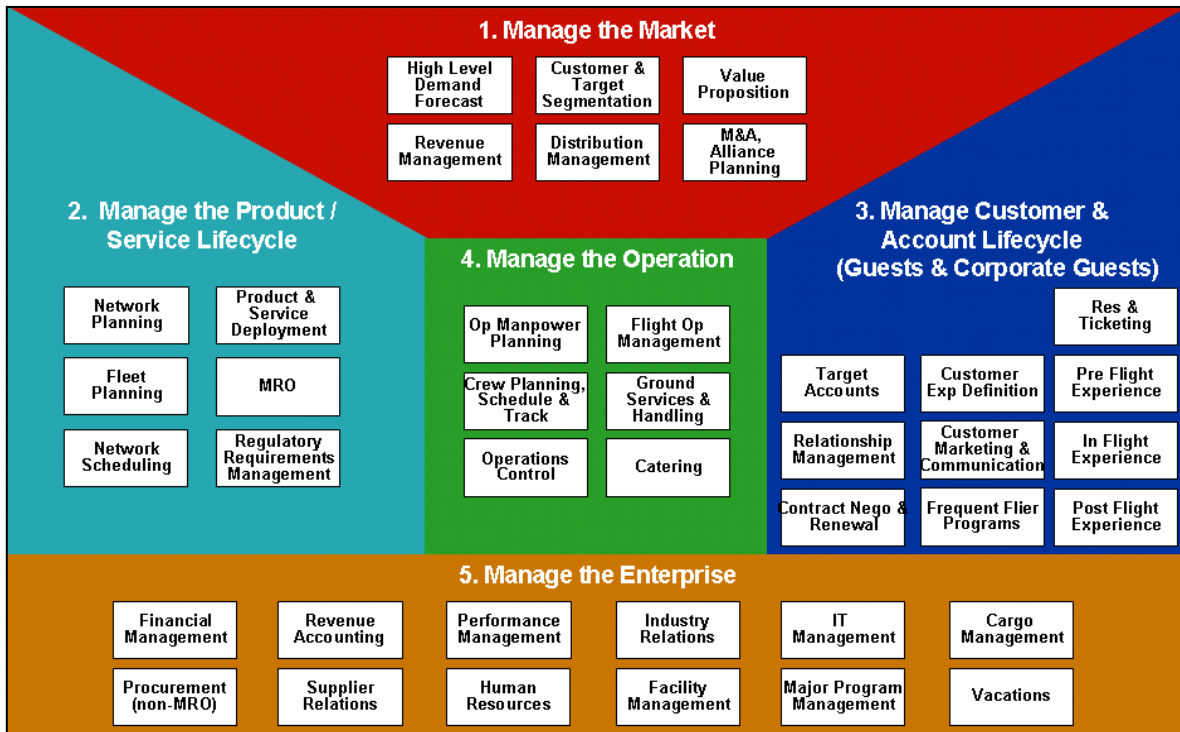 1. Manage the Market
High Level
Demand
Forecast
Customer &
Target
Segmentation
Value
Proposition
Revenue
Management
Distribution
Management
M&A,
Alliance
Planning
2. Manage the Product /
Service Lifecycle
Network
Planning
Product &
Service
Deployment
Fleet
Planning
MRO
Network
Scheduling
Regulatory
Requirements
Management
4. Manage the Operation
Op Manpower
Planning
Flight Op
Management
Crew Planning,
Schedule &
Track
Ground
Services &
Handling
Operations
Control
Catering
3. Manage Customer &
Account Lifecycle
(Guests & Corporate Guests)
Res &
Ticketing
Target
Accounts
Customer
Exp Definition
Pre Flight
Experience
Relationship
Management
Customer
Marketing &
Communication
In Flight
Experience
Contract Nego &
Renewal
Frequent Flier
Programs
Post Flight
Experience
5. Manage the Enterprise
Financial
Management
Revenue
Accounting
Performance
Management
Industry
Relations
IT
Management
Cargo
Management
Procurement
(non-MRO)
Supplier
Relations
Human
Resources
Facility
Management
Major Program
Management
Vacations